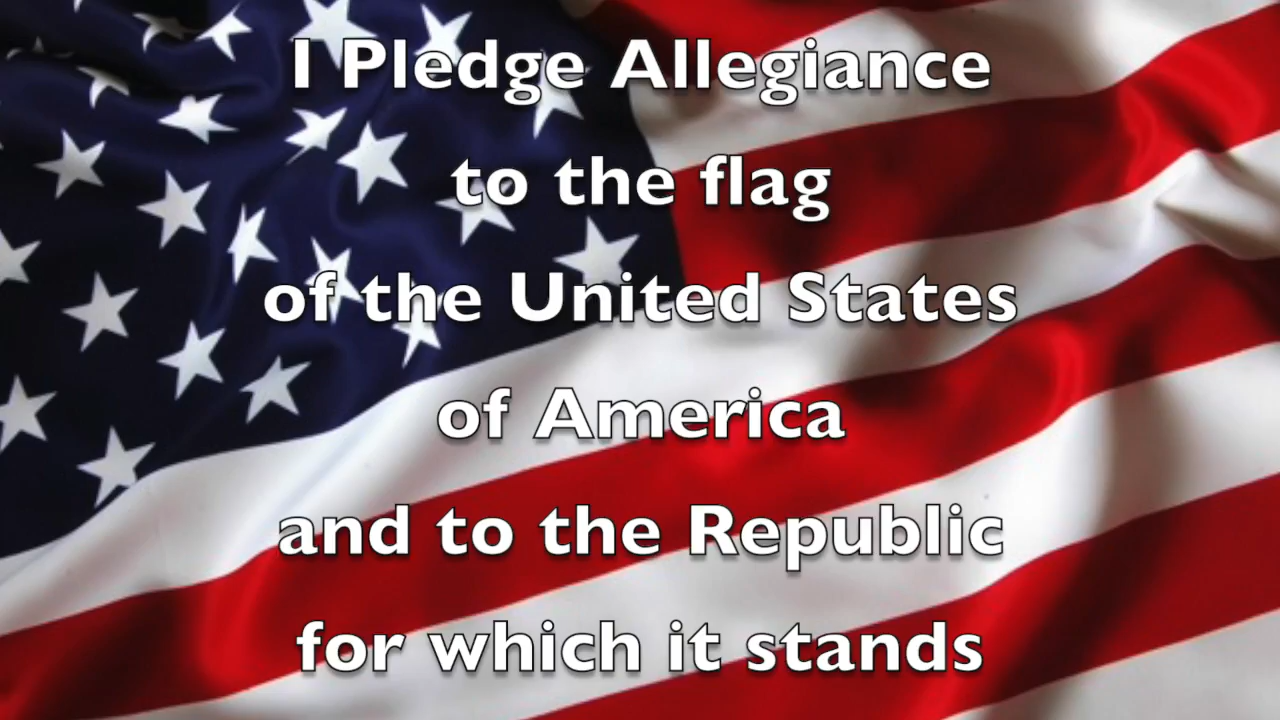 I Pledge Allegiance
to the flag
of the United States
of America
and to the Republic
for which it stands